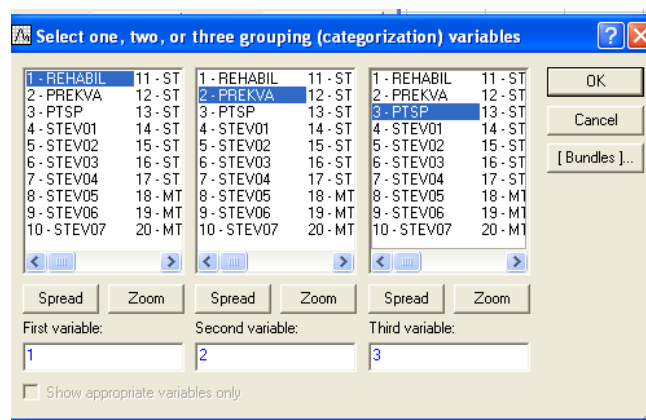 Select one, two, or three grouping (categorization) variables
1 - REHABIL 11 - ST
2 - PREKVA 12 - ST
3 - PTSP 13 - ST
4 - STEV01 14 - ST
5 - STEV02 15 - ST
6 - STEV03 16 - ST
7 - STEV04 17 - ST
8 - STEV05 18 - MT
9 - STEV06 19 - MT
10 - STEV07 20 - MT
Spread Zoom
First variable:
1
1 - REHABIL 11 - ST
2 - PREKVA 12 - ST
3 - PTSP 13 - ST
4 - STEV01 14 - ST
5 - STEV02 15 - ST
6 - STEV03 16 - ST
7 - STEV04 17 - ST
8 - STEV05 18 - MT
9 - STEV06 19 - MT
10 - STEV07 20 - MT
Spread Zoom
Second variable:
2
1 - REHABIL 11 - ST
2 - PREKVA 12 - ST
3 - PTSP 13 - ST
4 - STEV01 14 - ST
5 - STEV02 15 - ST
6 - STEV03 16 - ST
7 - STEV04 17 - ST
8 - STEV05 18 - MT
9 - STEV06 19 - MT
10 - STEV07 20 - MT
Spread Zoom
Third variable:
3
OK
Cancel
[ Bundles ]...
Show appropriate variables only